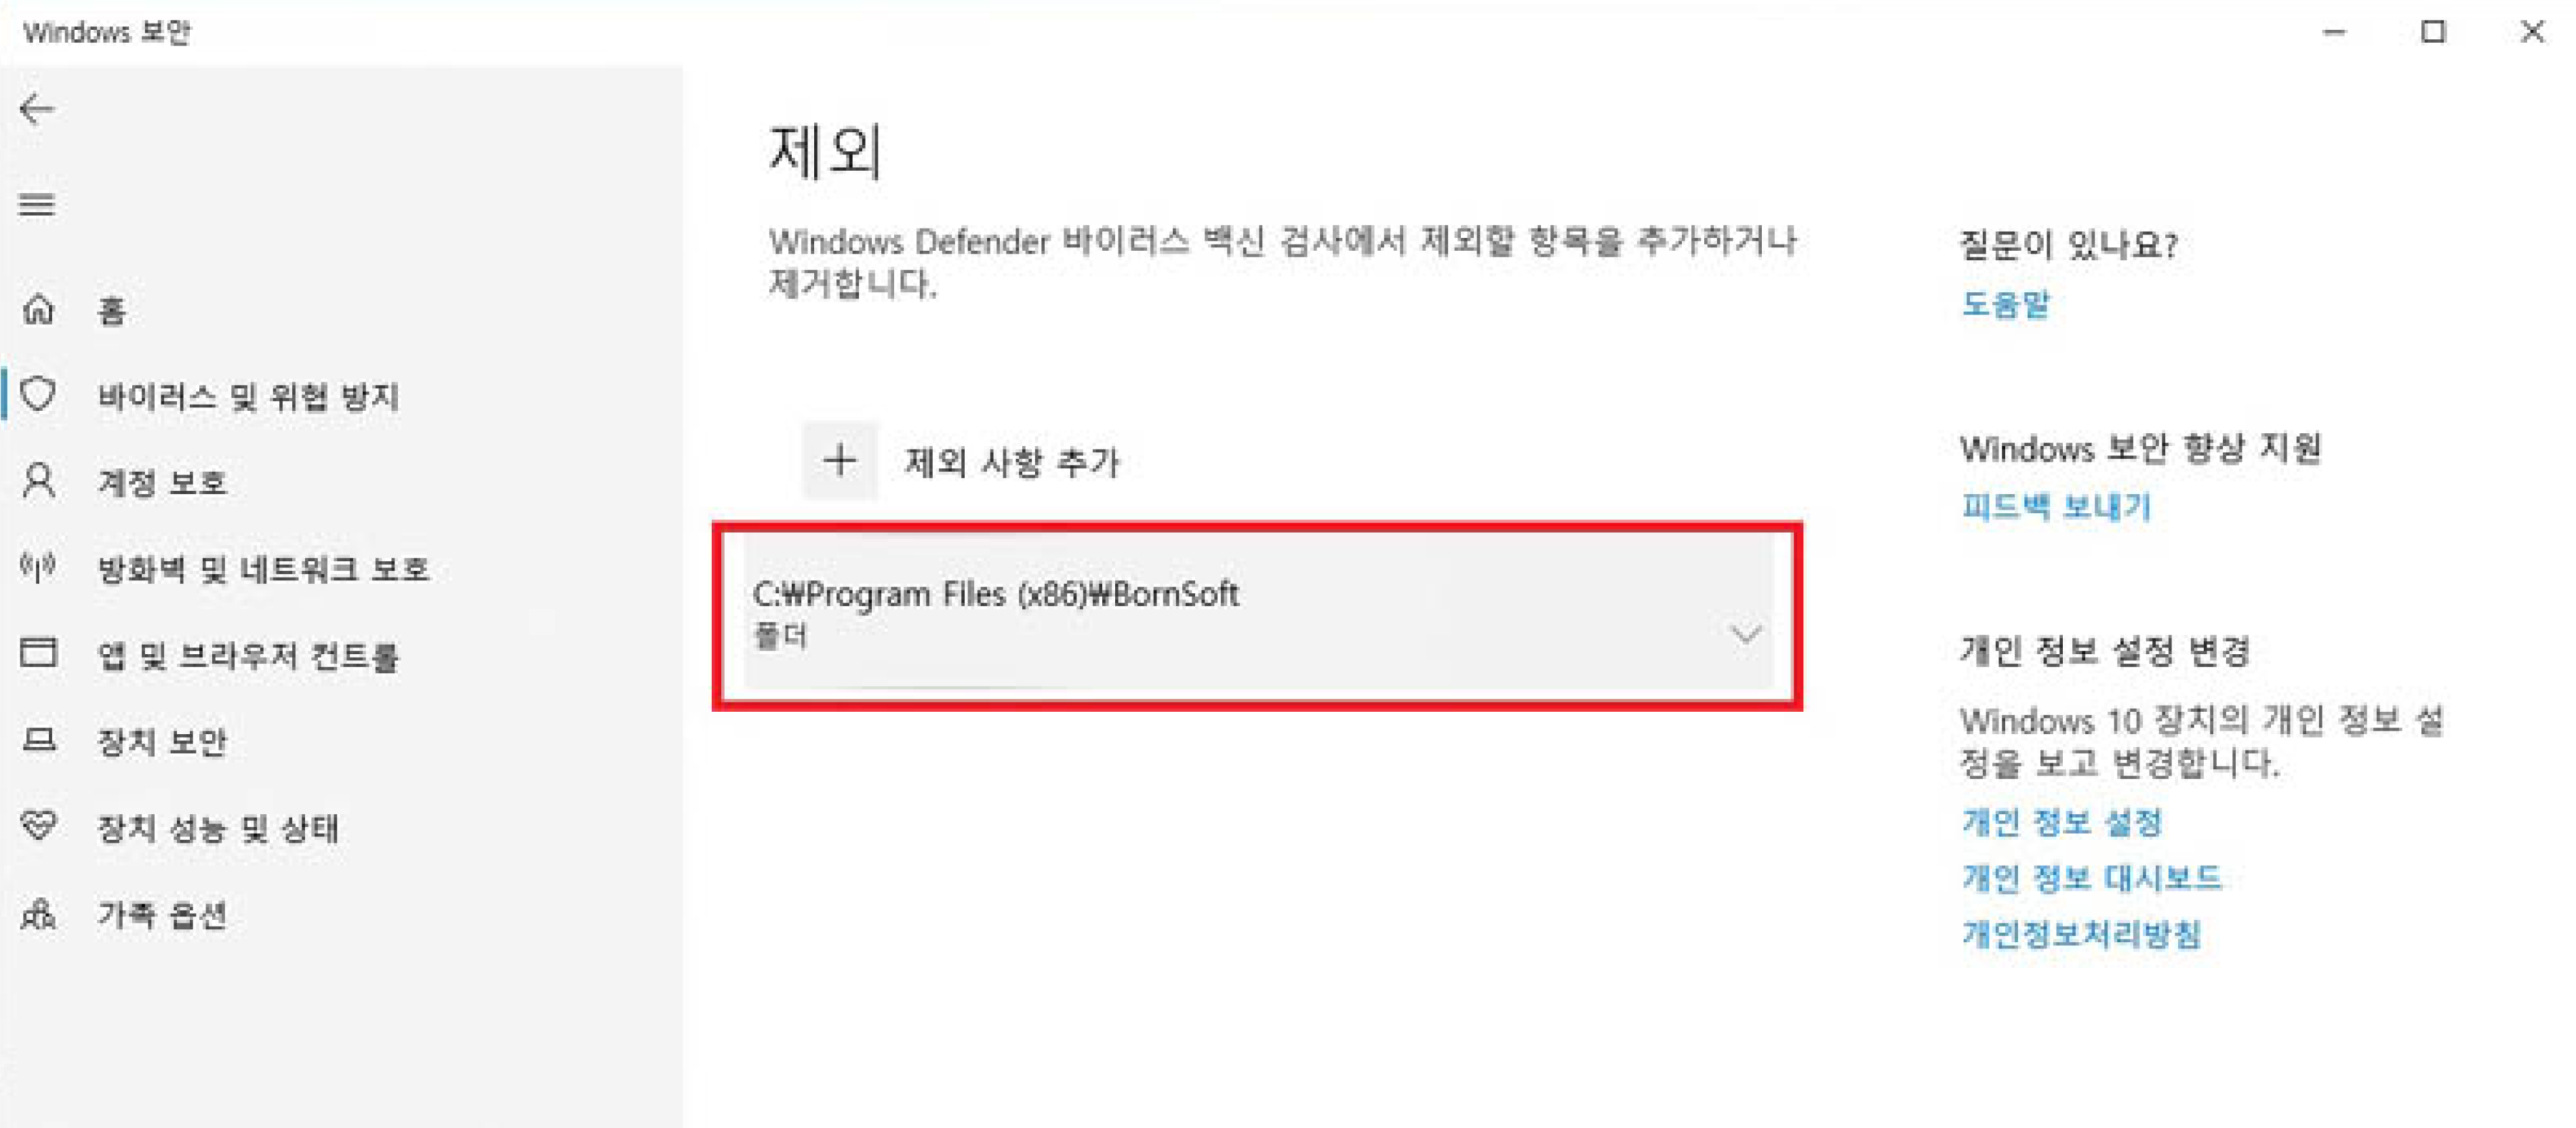 Windows 보안
홈
바이러스 및 위협 방지
계정 보호
방화벽 및 네트워크 보호
앱 및 브라우저 컨트롤
장치 보안
장치 성능 및 상태
가족 옵션
제외
Windows Defender 바이러스 백신 검사에서 제외할 항목을 추가하거나
제거합니다.
제외 사항 추가
C:₩Program Files (x86)₩BornSoft
폴더
질문이 있나요?
도움말
Windows 보안 향상 지원
피드백 보내기
개인 정보 설정 변경
Windows 10 장치의 개인 정보 설
정을 보고 변경합니다.
개인 정보 설정
개인 정보 대시보드
개인정보처리방침